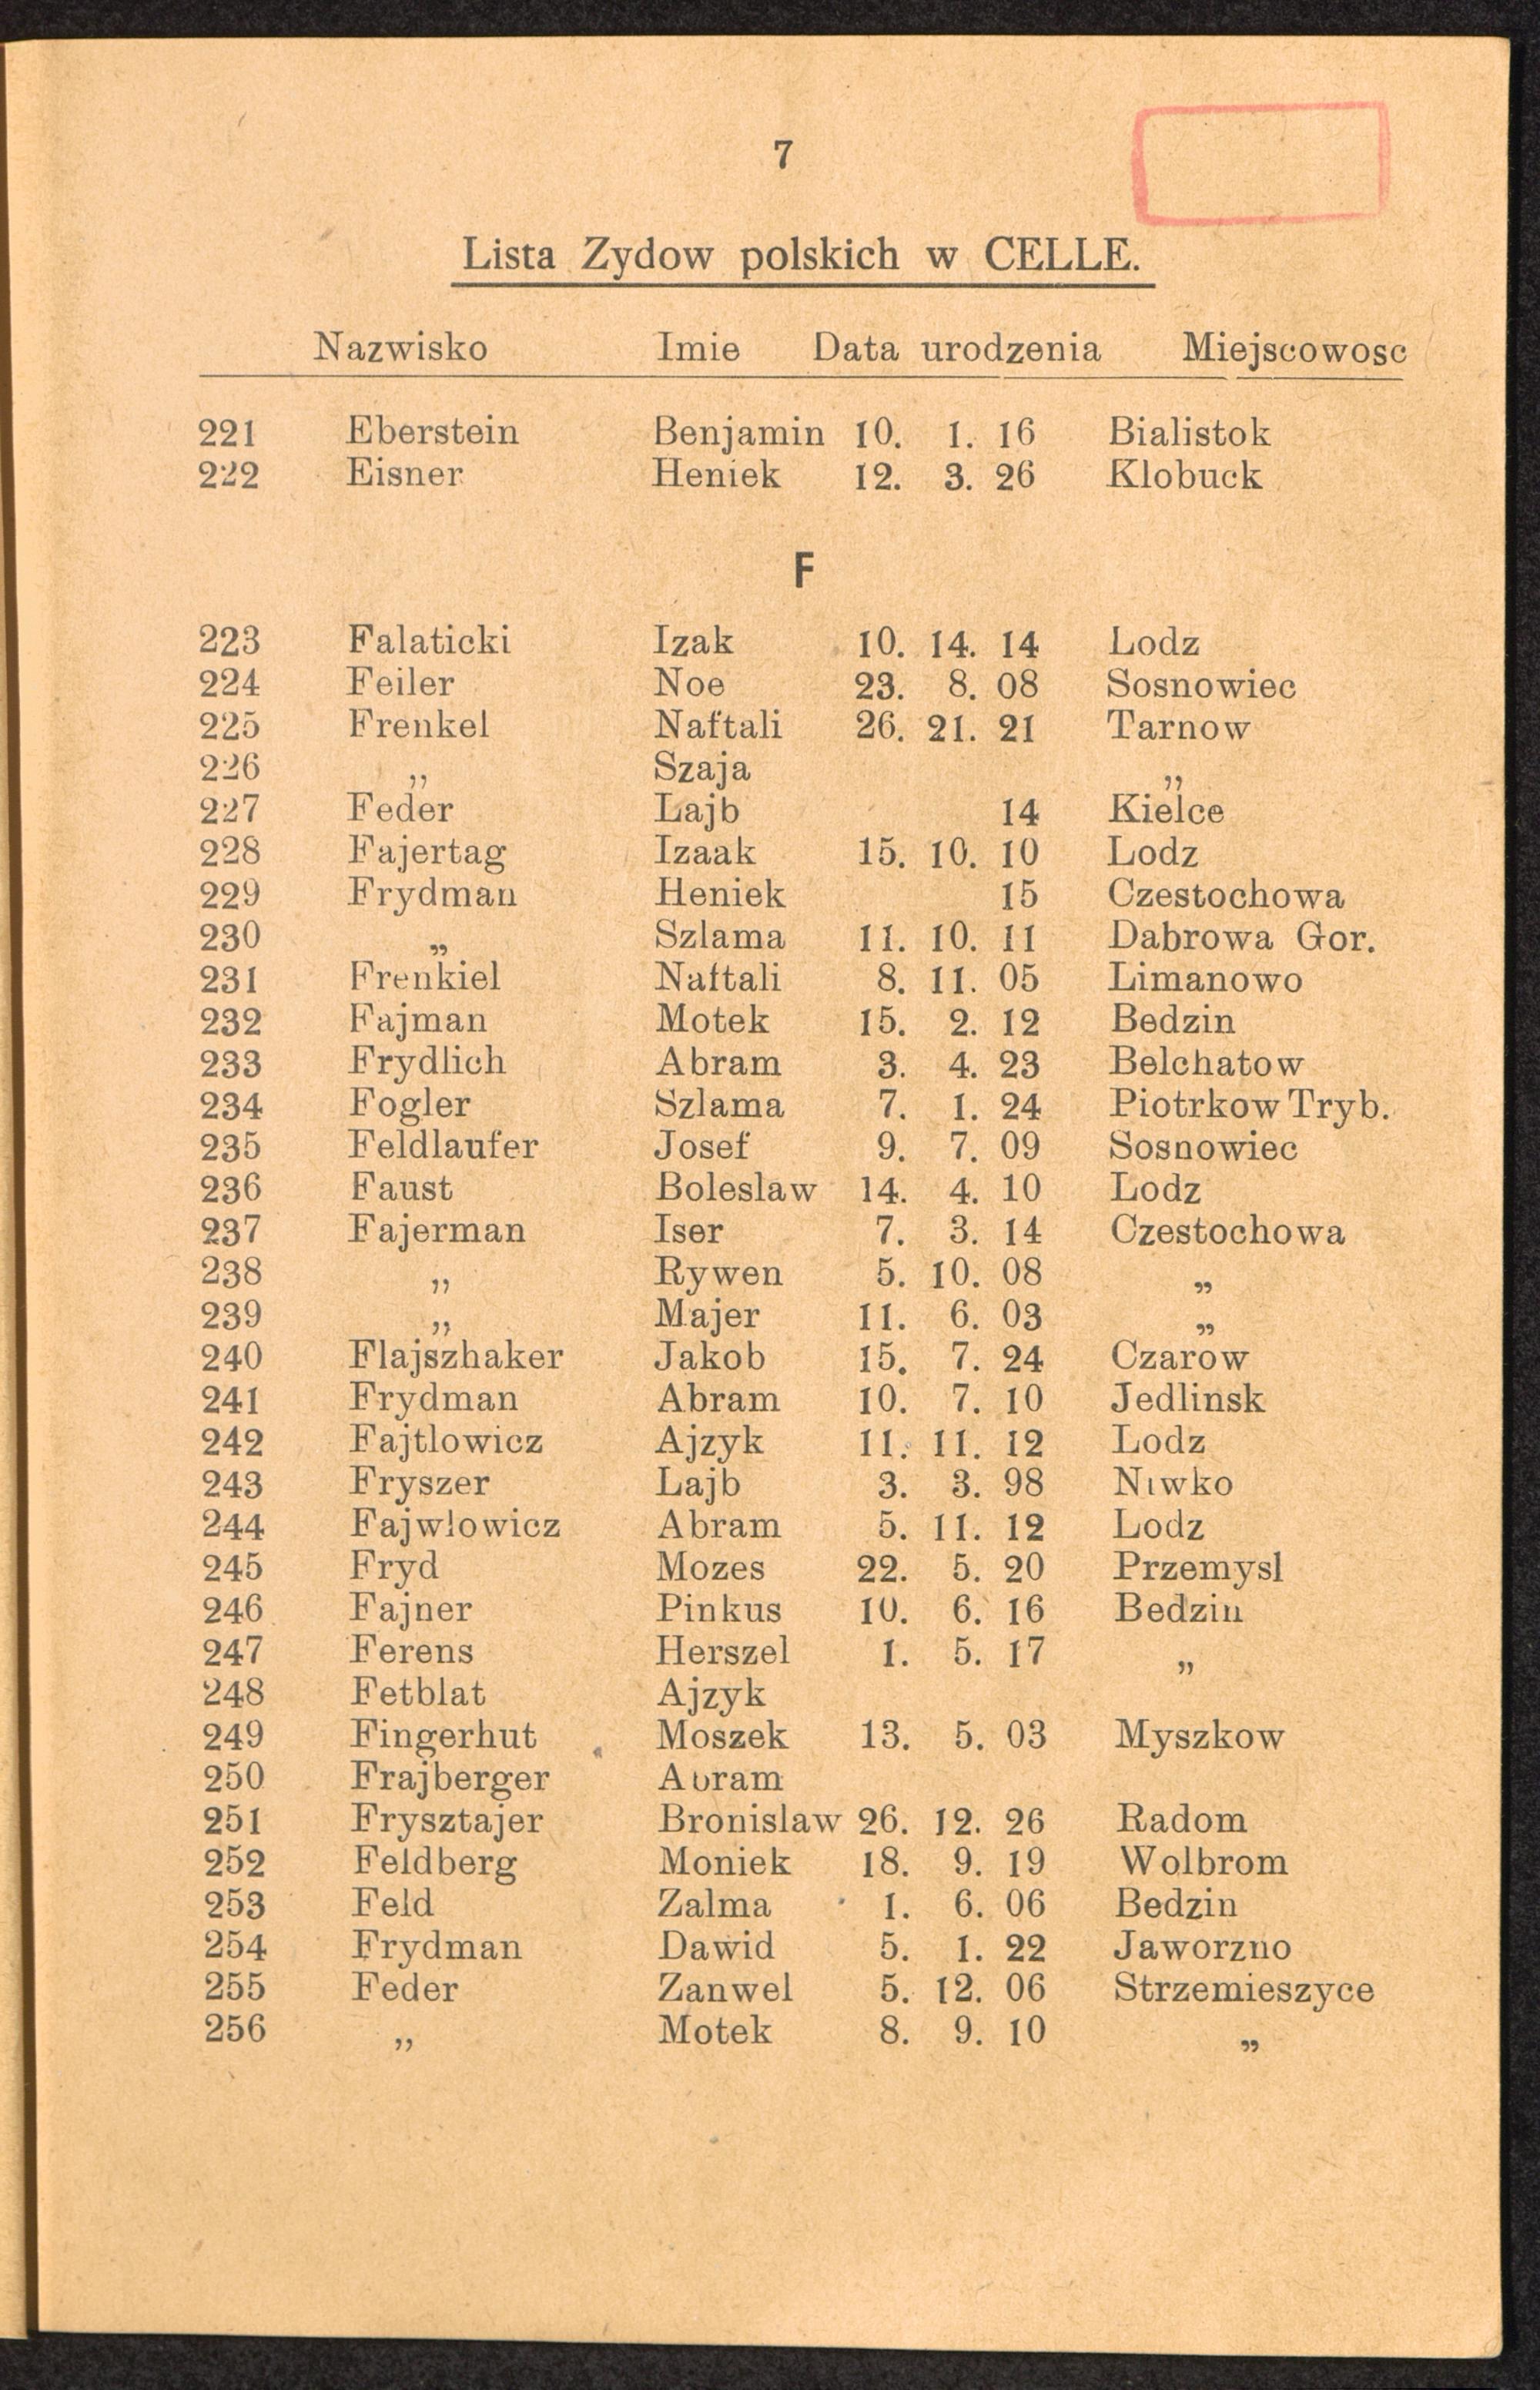 7
Lista Zydow polskich w CELLE.
Nazwisko Imie Data urodzenia Miejscowosc
221 Eberstein Benjamin 10. 1. 16 Bialistok
222 Eisner Heniek 12. 3. 26 Klobuck
F
223 Falaticki Izak 10. 14. 14 Lodz
224 Feiler Noe 23. 8. 08 Sosnowiec
225 Frenkel Naftali 26. 21. 21 Tarnow
226 „ Szaja „
227 Feder Lajb 14 Kielce
228 Fajertag Izaak 15. 10. 10 Lodz
229 Frydman Heniek 15 Czestochowa
230 „ Szlama 11. 10. 11 Dabrowa Gor.
231 Frenkiel Naftali 8. 11. 05 Limanowo
232 Fajman Motek 15. 2. 12 Bedzin
233 Frydlich Abram 3. 4. 23 Belchatow
234 Fogler Szlama 7. 1. 24 Piotrkow Tryb.
235 Feldlaufer Josef 9. 7. 09 Sosnowiec
236 Faust Boleslaw 14. 4. 10 Lodz
237 Fajerman Iser 7. 3. 14 Czestochowa
238 „ Rywen 5. 10. 08 „
239 „ Majer 11. 6. 03 „
240 Flajszhaker Jakob 15. 7. 24 Czarow
241 Frydman Abram 10. 7. 10 Jedlinsk
242 Fajtlowicz Ajzyk 11. 11. 12 Lodz
243 Fryszer Lajb 3. 3. 98 Niwko
244 Fajwlowicz Abram 5. 11. 12 Lodz
245 Fryd Mozes 22. 5. 20 Przemysl
246 Fajner Pinkus 10. 6. 16 Bedzin
247 Ferens Herszel 1. 5. 17 „
248 Fetblat Ajzyk
249 Fingerhut Moszek 13. 5. 03 Myszkow
250 Frajberger Abram
251 Frysztajer Bronislaw 26. 12. 26 Radom
252 Feldberg Moniek 18. 9. 19 Wolbrom
253 Feld Zalma 1. 6. 06 Bedzin
254 Frydman Dawid 5. 1. 22 Jaworzno
255 Feder Zanwel 5. 12. 06 Strzemieszyce
256 „ Motek 8. 9. 10 „